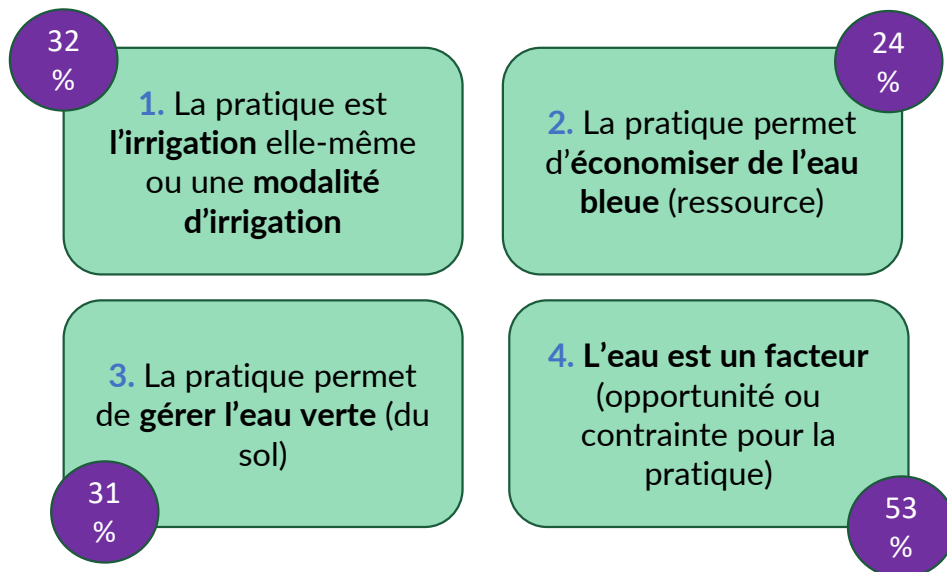 32
%
1. La pratique est
l'irrigation elle-même
ou une modalité
d'irrigation
24
%
2. La pratique permet
d'économiser de l'eau
bleue (ressource)
3. La pratique permet
de gérer l'eau verte (du
sol)
31
%
4. L'eau est un facteur
(opportunité ou
contrainte pour la
pratique)
53
%